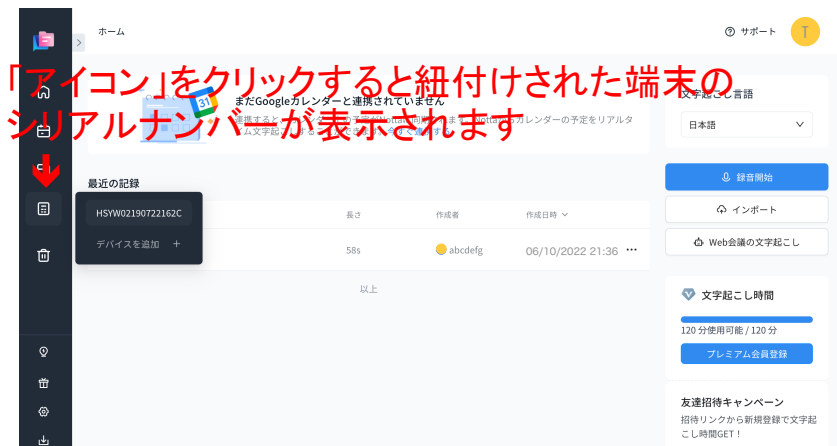 ホーム
サポート
T
「アイコン」をクリックすると紐付けされた端末の
シリアルナンバーが表示されます
31
まだGoogleカレンダーと連携されていません
文字起こし言語
日本語
録音開始
インポート
Web会議の文字起こし
最近の記録
HSYW02190722162C
デバイスを追加 +
長さ
作成者
作成日時
58s
abcdefg
06/10/2022 21:36
以上
文字起こし時間
120 分使用可能 / 120 分
プレミアム会員登録
友達招待キャンペーン
招待リンクから新規登録で文字起
こし時間GET！